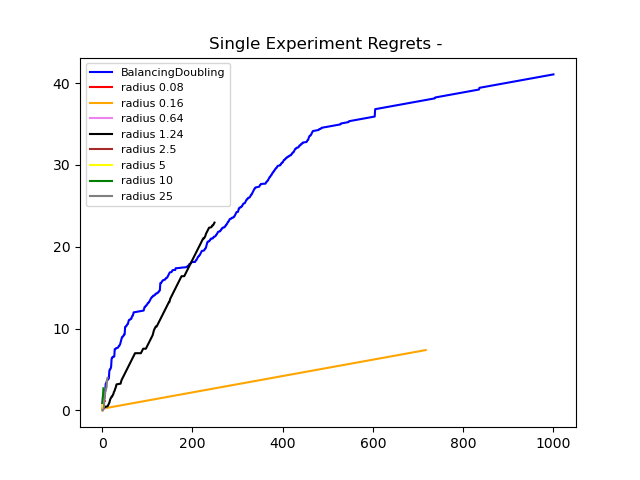 Single Experiment Regrets -
BalancingDoubling
radius 0.08
radius 0.16
radius 0.64
radius 1.24
radius 2.5
radius 5
radius 10
radius 25
40
30
20
10
0
0 200 400 600 800 1000